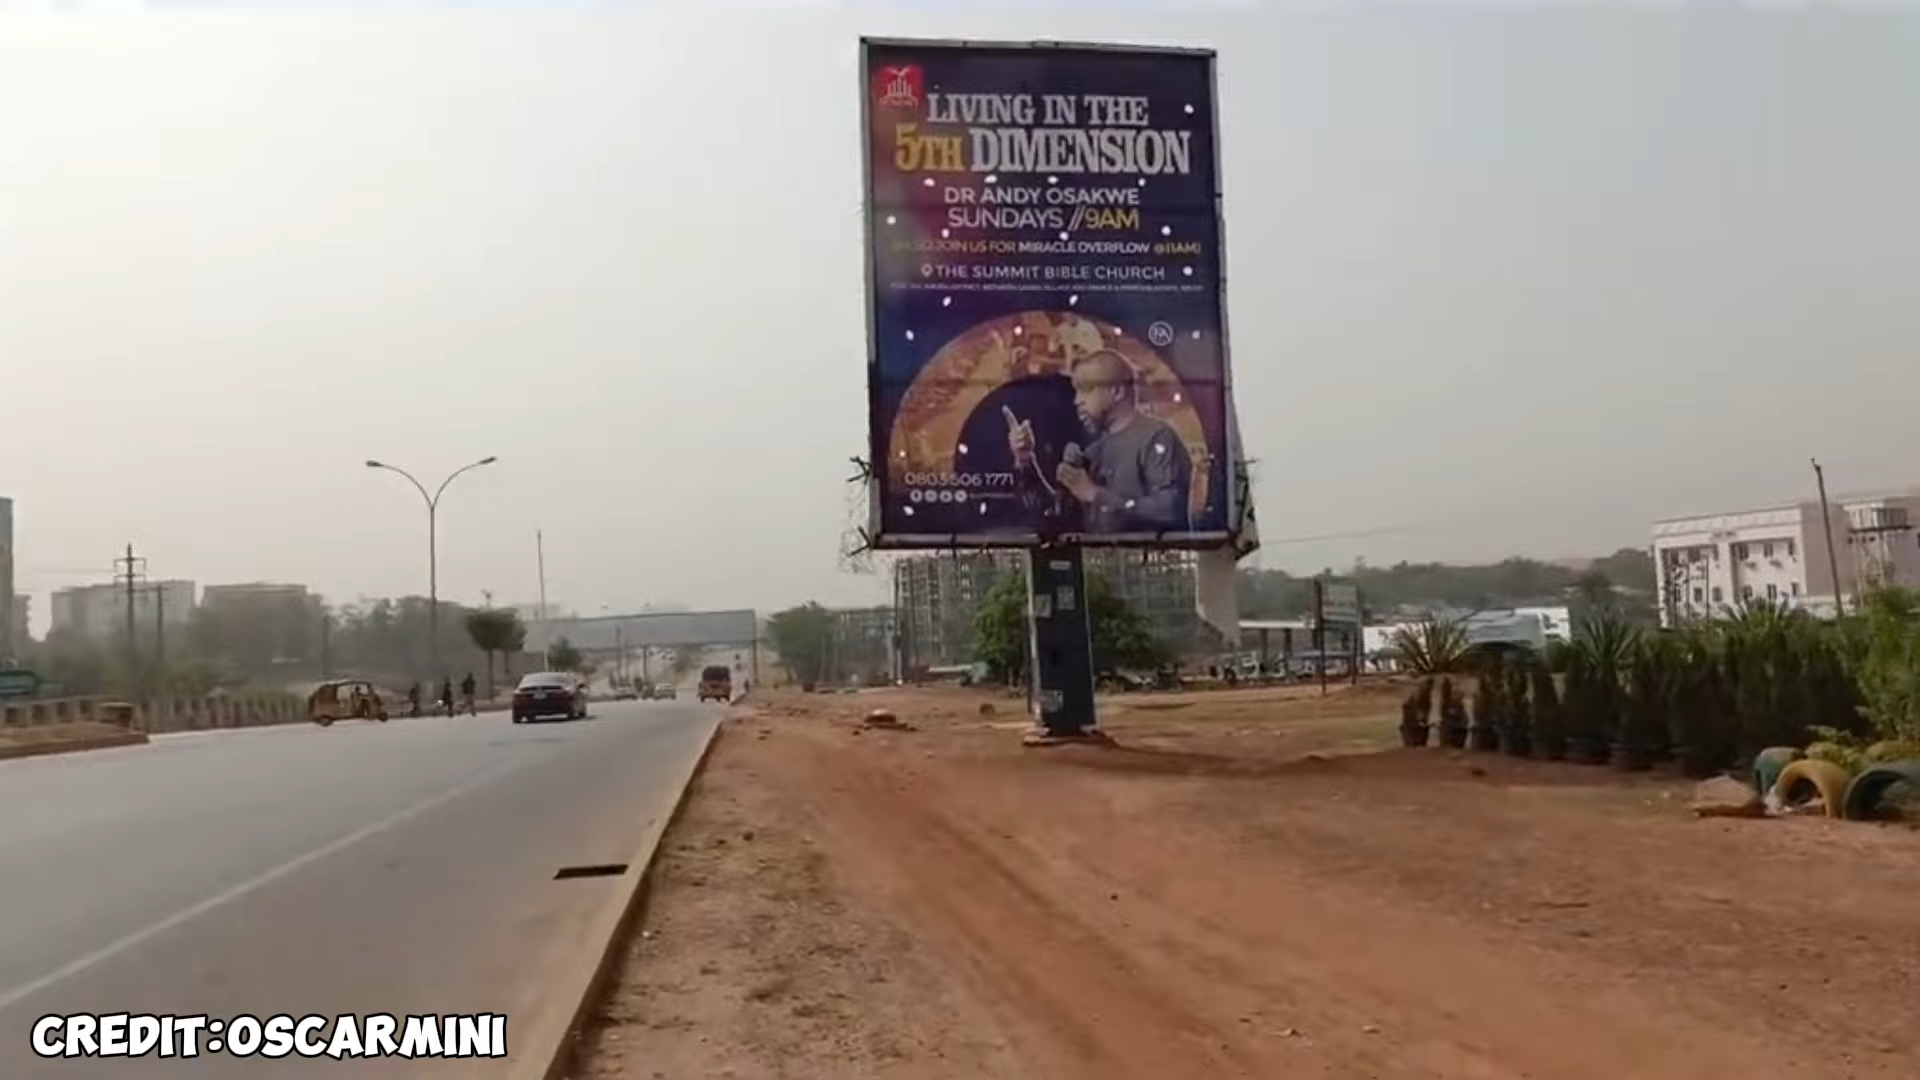 LIVING IN THE
5TH DIMENSION
DR ANDY OSAKWE
SUNDAYS //9AM
JOIN US FOR MIRACLE OVERFLOW @11AM)
THE SUMMIT BIBLE CHURCH
0803 506 1771
CREDIT:OSCARMINI